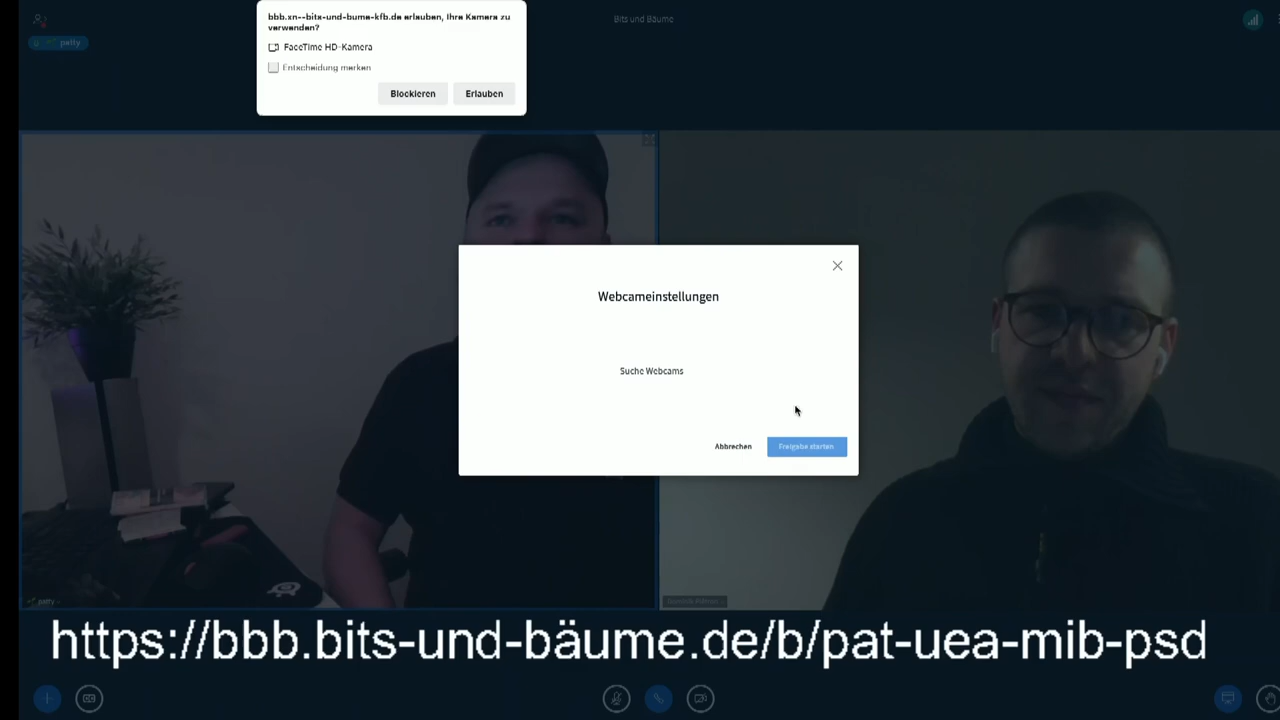 bbb.xn--bits-und-bume-kfb.de erlauben, Ihre Kamera zu
verwenden?
FaceTime HD-Kamera
Entscheidung merken
Blockieren Erlauben
Bits und Bäume
patty
Webcameinstellungen
Suche Webcams
Abbrechen Freigabe starten
patty
https://bbb.bits-und-bäume.de/b/pat-uea-mib-psd